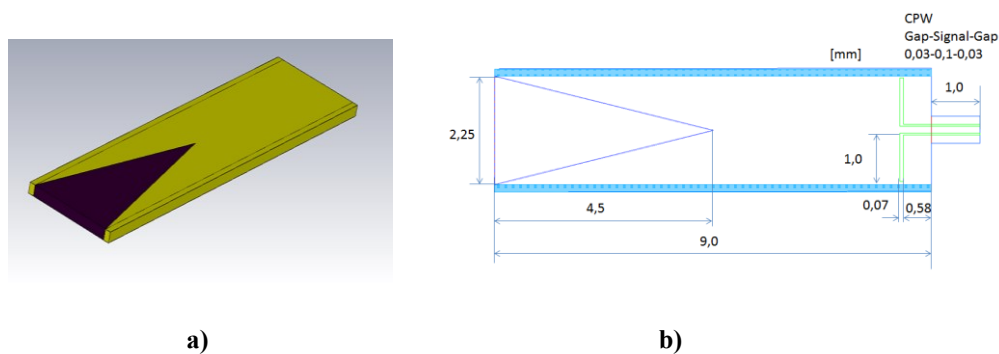 CPW
Gap-Signal-Gap
0,03-0,1-0,03
[mm]
1,0
2,25
1,0
4,5
0,07
0,58
9,0
a)
b)